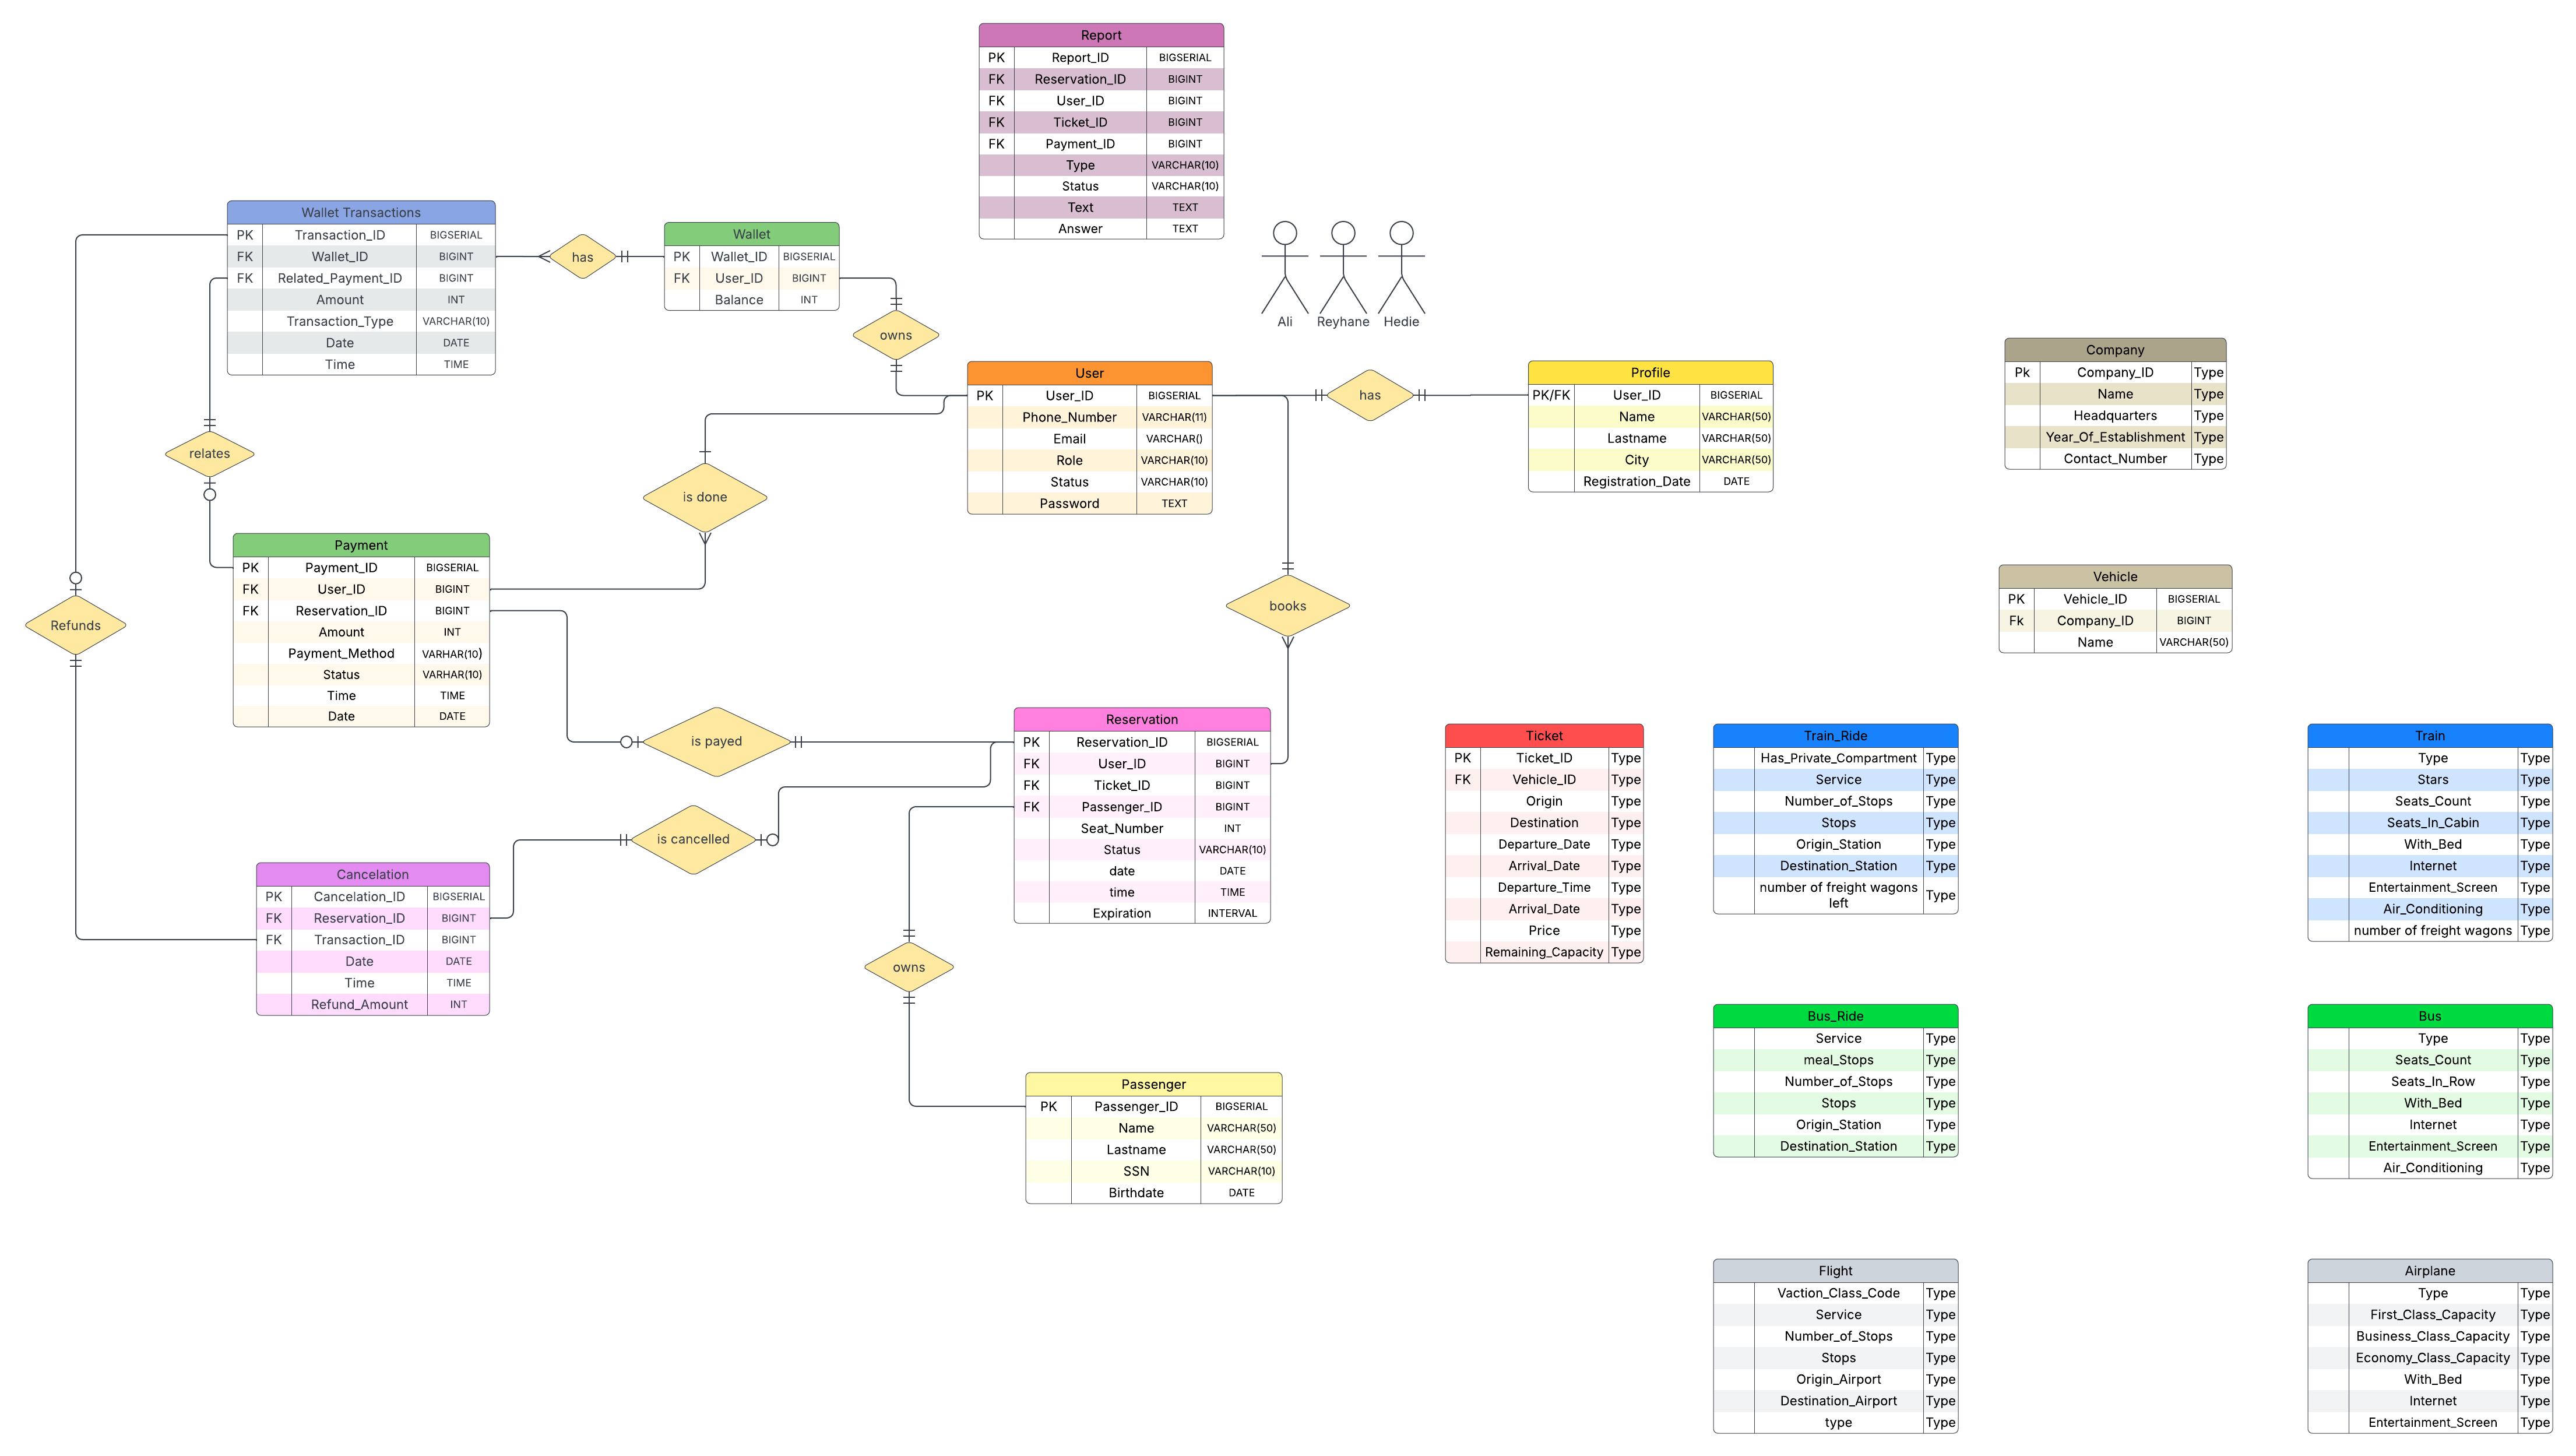 Report
PK Report_ID BIGSERIAL
FK Reservation_ID BIGINT
FK User_ID BIGINT
FK Ticket_ID BIGINT
FK Payment_ID BIGINT
Type VARCHAR(10)
Status VARCHAR(10)
Text TEXT
Answer TEXT
Wallet Transactions
PK Transaction_ID BIGSERIAL
FK Wallet_ID BIGINT
FK Related_Payment_ID BIGINT
Amount INT
Transaction_Type VARCHAR(10)
Date DATE
Time TIME
has
Wallet
PK Wallet_ID BIGSERIAL
FK User_ID BIGINT
Balance INT
owns
Ali Reyhane Hedie
User
PK User_ID BIGSERIAL
Phone_Number VARCHAR(11)
Email VARCHAR()
Role VARCHAR(10)
Status VARCHAR(10)
Password TEXT
has
Profile
PK/FK User_ID BIGSERIAL
Name VARCHAR(50)
Lastname VARCHAR(50)
City VARCHAR(50)
Registration_Date DATE
Company
Pk Company_ID Type
Name Type
Headquarters Type
Year_Of_Establishment Type
Contact_Number Type
relates
is done
Payment
PK Payment_ID BIGSERIAL
FK User_ID BIGINT
FK Reservation_ID BIGINT
Amount INT
Payment_Method VARHAR(10)
Status VARHAR(10)
Time TIME
Date DATE
Refunds
books
Vehicle
PK Vehicle_ID BIGSERIAL
Fk Company_ID BIGINT
Name VARCHAR(50)
is payed
is cancelled
Reservation
PK Reservation_ID BIGSERIAL
FK User_ID BIGINT
FK Ticket_ID BIGINT
FK Passenger_ID BIGINT
Seat_Number INT
Status VARCHAR(10)
date DATE
time TIME
Expiration INTERVAL
Ticket
PK Ticket_ID Type
FK Vehicle_ID Type
Origin Type
Destination Type
Departure_Date Type
Arrival_Date Type
Departure_Time Type
Arrival_Date Type
Price Type
Remaining_Capacity Type
Train_Ride
Has_Private_Compartment Type
Service Type
Number_of_Stops Type
Stops Type
Origin_Station Type
Destination_Station Type
number of freight wagons
left Type
Train
Type Type
Stars Type
Seats_Count Type
Seats_In_Cabin Type
With_Bed Type
Internet Type
Entertainment_Screen Type
Air_Conditioning Type
number of freight wagons Type
Cancelation
PK Cancelation_ID BIGSERIAL
FK Reservation_ID BIGINT
FK Transaction_ID BIGINT
Date DATE
Time TIME
Refund_Amount INT
owns
Passenger
PK Passenger_ID BIGSERIAL
Name VARCHAR(50)
Lastname VARCHAR(50)
SSN VARCHAR(10)
Birthdate DATE
Bus_Ride
Service Type
meal_Stops Type
Number_of_Stops Type
Stops Type
Origin_Station Type
Destination_Station Type
Bus
Type Type
Seats_Count Type
Seats_In_Row Type
With_Bed Type
Internet Type
Entertainment_Screen Type
Air_Conditioning Type
Flight
Vaction_Class_Code Type
Service Type
Number_of_Stops Type
Stops Type
Origin_Airport Type
Destination_Airport Type
type Type
Airplane
Type Type
First_Class_Capacity Type
Business_Class_Capacity Type
Economy_Class_Capacity Type
With_Bed Type
Internet Type
Entertainment_Screen Type